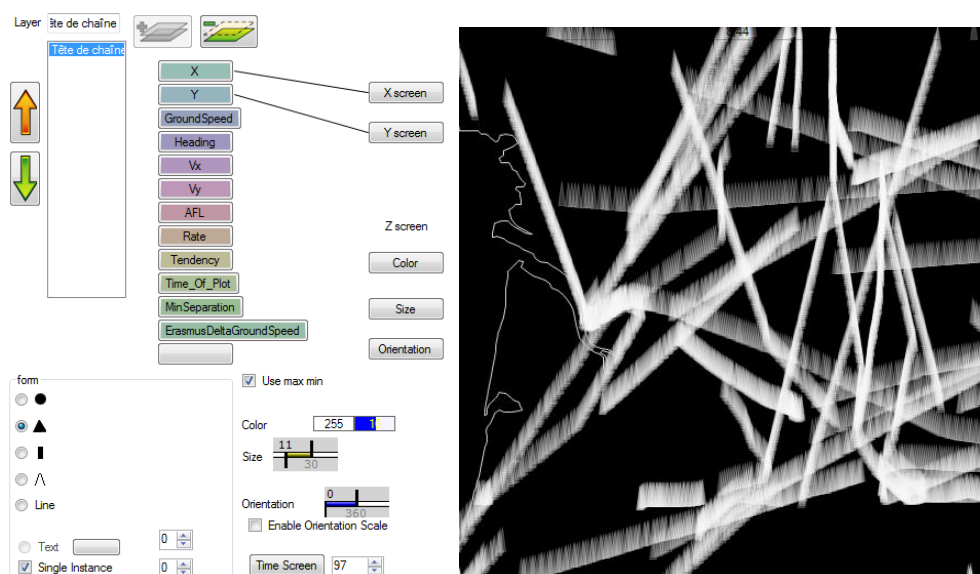 Layer ête de chaîne
Tête de chaîne
X
Y
GroundSpeed
Heading
Vx
Vy
AFL
Rate
Tendency
Time_Of_Plot
MinSeparation
ErasmusDeltaGroundSpeed
X screen
Y screen
Z screen
Color
Size
Orientation
form
Line
Text 0
Single Instance 0
Use max min
Color 255
Size 11
30
Orientation 0
360
Enable Orientation Scale
Time Screen 97